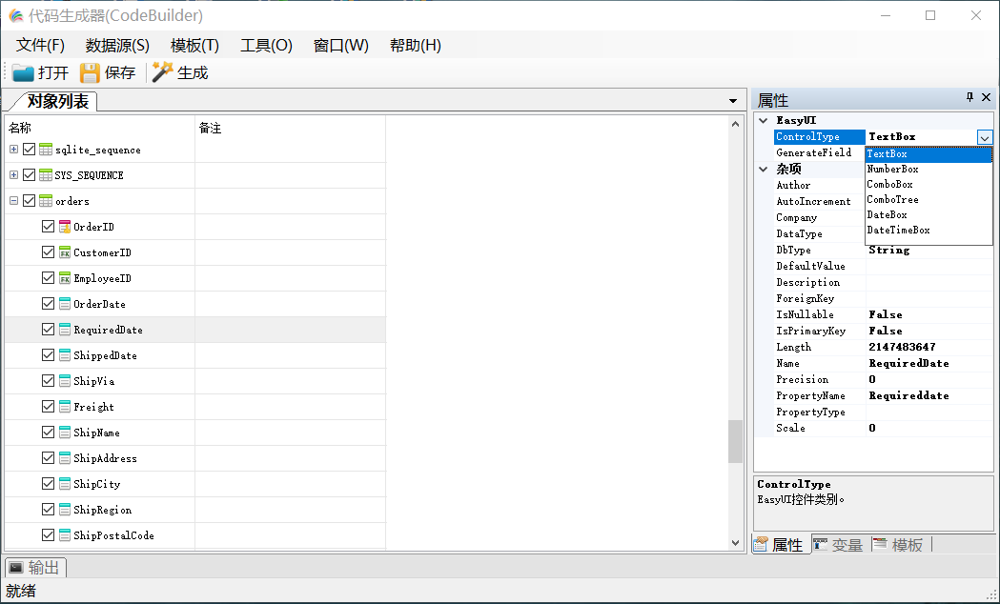 代码生成器(CodeBuilder)
文件(F) 数据源(S) 模板(T) 工具(O) 窗口(W) 帮助(H)
打开 保存 生成
对象列表
名称 备注
sqlite_sequence
SYS_SEQUENCE
orders
OrderID
FK CustomerID
FK EmployeeID
OrderDate
RequiredDate
ShippedDate
ShipVia
Freight
ShipName
ShipAddress
ShipCity
ShipRegion
ShipPostalCode
属性
EasyUI
ControlType TextBox
GenerateField
TextBox
NumberBox
ComboBox
ComboTree
DateBox
DateTimeBox
杂项
Author
AutoIncrement
Company
DataType
DbType String
DefaultValue
Description
ForeignKey
IsNullable False
IsPrimaryKey False
Length 2147483647
Name RequiredDate
Precision 0
PropertyName Requireddate
PropertyType
Scale 0
ControlType
EasyUI控件类别。
属性 变量 模板
输出
就绪